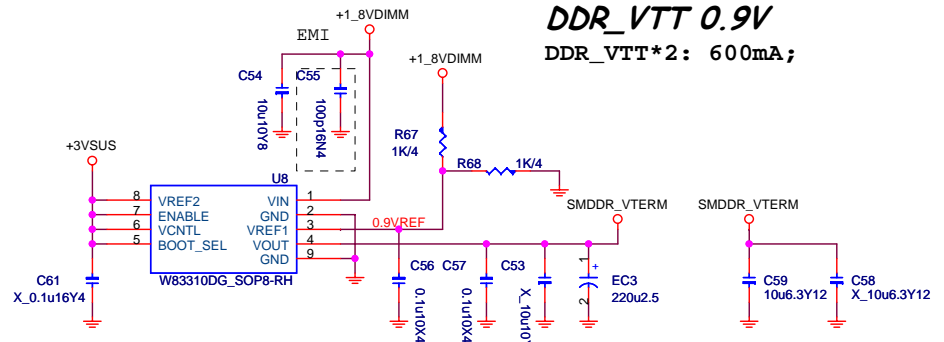 DDR_VTT 0.9V
DDR_VTT*2: 600mA;
+1_8VDIMM
EMI
C54
C55
10u10Y8
100p16N4
+1_8VDIMM
R67
1K/4
R68
1K/4
+3VSUS
U8
8
VREF2
VIN
1
7
ENABLE
GND
2
6
VCNTL
VREF1
3
5
BOOT_SEL
VOUT
4
GND
9
W83310DG_SOP8-RH
0.9VREF
SMDDR_VTERM
SMDDR_VTERM
C61
X_0.1u16Y4
C56
0.1u10X4
C57
0.1u10X4
C53
1
+
EC3
220u2.5
2
C59
10u6.3Y12
C58
X_10u6.3Y12